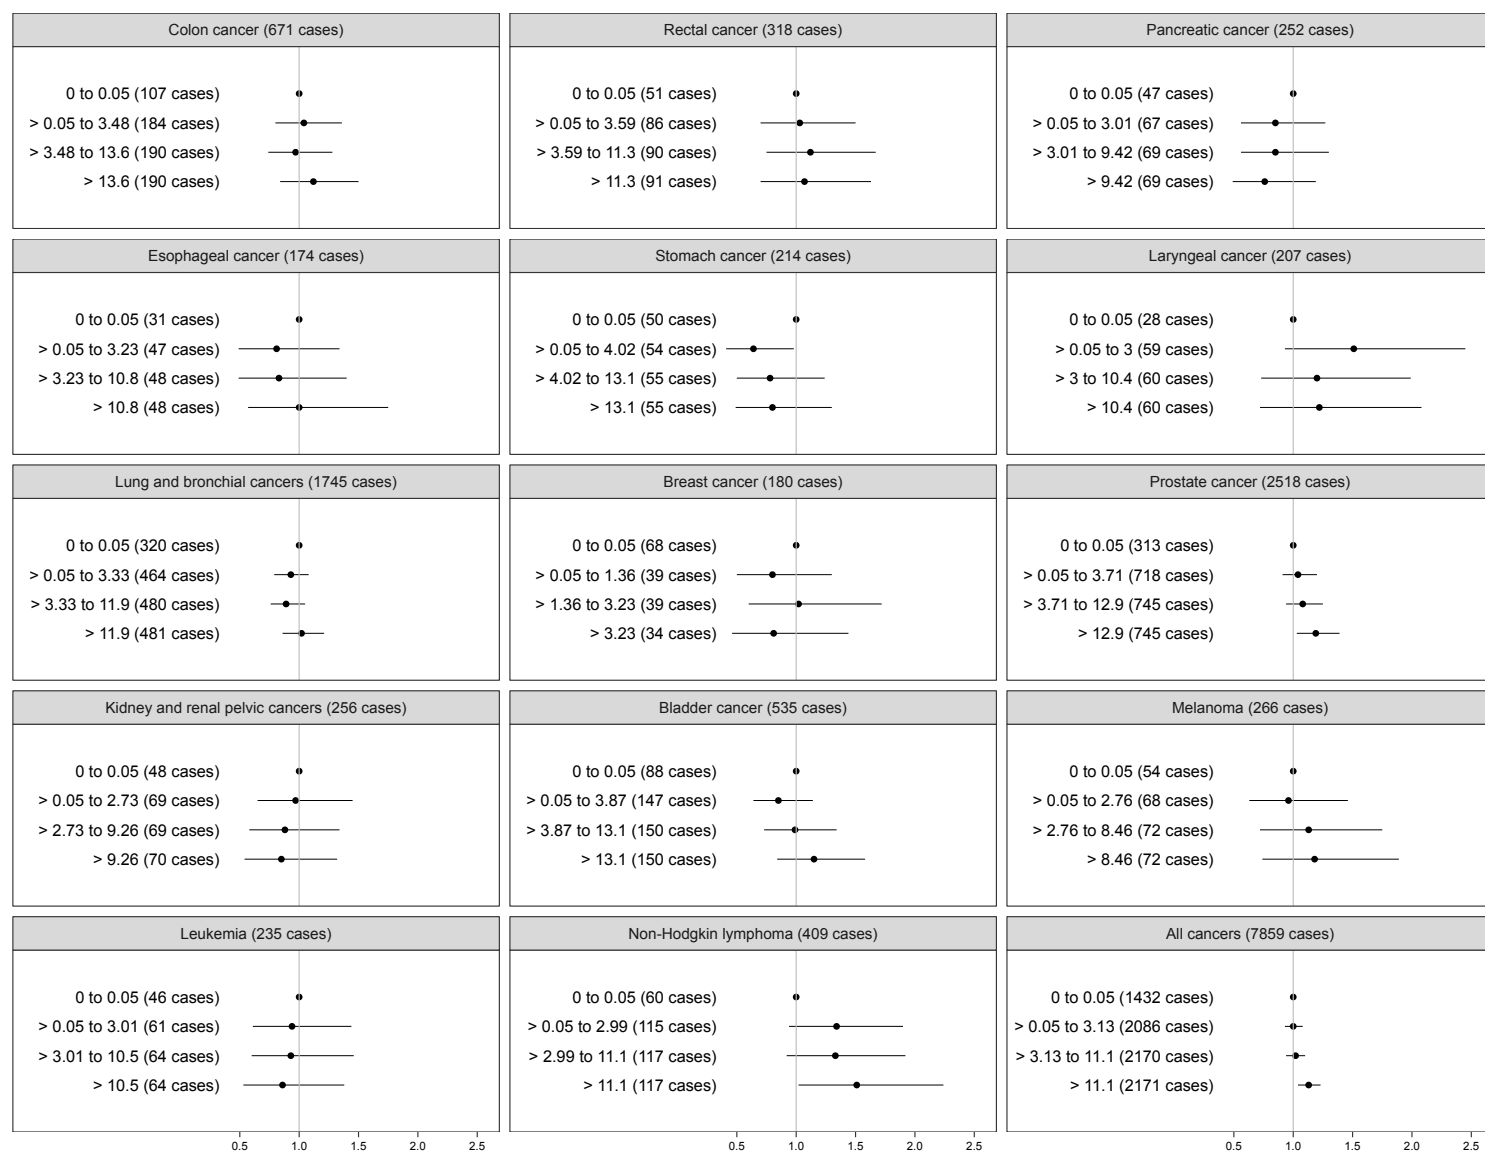 Colon cancer (671 cases)
0 to 0.05 (107 cases)
> 0.05 to 3.48 (184 cases)
> 3.48 to 13.6 (190 cases)
> 13.6 (190 cases)
Rectal cancer (318 cases)
0 to 0.05 (51 cases)
> 0.05 to 3.59 (86 cases)
> 3.59 to 11.3 (90 cases)
> 11.3 (91 cases)
Pancreatic cancer (252 cases)
0 to 0.05 (47 cases)
> 0.05 to 3.01 (67 cases)
> 3.01 to 9.42 (69 cases)
> 9.42 (69 cases)
Esophageal cancer (174 cases)
0 to 0.05 (31 cases)
> 0.05 to 3.23 (47 cases)
> 3.23 to 10.8 (48 cases)
> 10.8 (48 cases)
Stomach cancer (214 cases)
0 to 0.05 (50 cases)
> 0.05 to 4.02 (54 cases)
> 4.02 to 13.1 (55 cases)
> 13.1 (55 cases)
Laryngeal cancer (207 cases)
0 to 0.05 (28 cases)
> 0.05 to 3 (59 cases)
> 3 to 10.4 (60 cases)
> 10.4 (60 cases)
Lung and bronchial cancers (1745 cases)
0 to 0.05 (320 cases)
> 0.05 to 3.33 (464 cases)
> 3.33 to 11.9 (480 cases)
> 11.9 (481 cases)
Breast cancer (180 cases)
0 to 0.05 (68 cases)
> 0.05 to 1.36 (39 cases)
> 1.36 to 3.23 (39 cases)
> 3.23 (34 cases)
Prostate cancer (2518 cases)
0 to 0.05 (313 cases)
> 0.05 to 3.71 (718 cases)
> 3.71 to 12.9 (745 cases)
> 12.9 (745 cases)
Kidney and renal pelvic cancers (256 cases)
0 to 0.05 (48 cases)
> 0.05 to 2.73 (69 cases)
> 2.73 to 9.26 (69 cases)
> 9.26 (70 cases)
Bladder cancer (535 cases)
0 to 0.05 (88 cases)
> 0.05 to 3.87 (147 cases)
> 3.87 to 13.1 (150 cases)
> 13.1 (150 cases)
Melanoma (266 cases)
0 to 0.05 (54 cases)
> 0.05 to 2.76 (68 cases)
> 2.76 to 8.46 (72 cases)
> 8.46 (72 cases)
Leukemia (235 cases)
0 to 0.05 (46 cases)
> 0.05 to 3.01 (61 cases)
> 3.01 to 10.5 (64 cases)
> 10.5 (64 cases)
0.5 1.0 1.5 2.0 2.5
Non-Hodgkin lymphoma (409 cases)
0 to 0.05 (60 cases)
> 0.05 to 2.99 (115 cases)
> 2.99 to 11.1 (117 cases)
> 11.1 (117 cases)
0.5 1.0 1.5 2.0 2.5
All cancers (7859 cases)
0 to 0.05 (1432 cases)
> 0.05 to 3.13 (2086 cases)
> 3.13 to 11.1 (2170 cases)
> 11.1 (2171 cases)
0.5 1.0 1.5 2.0 2.5